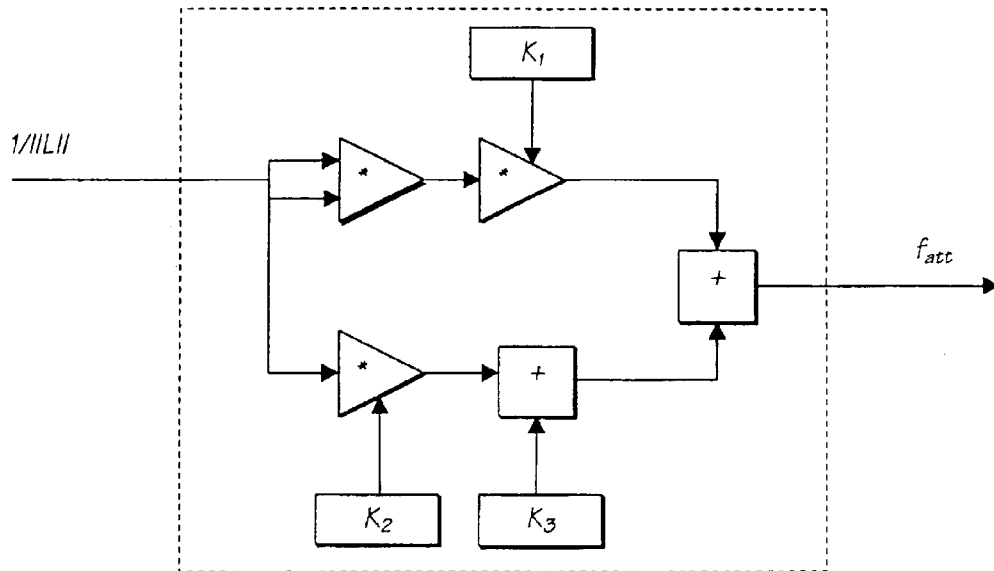 K₁
1/||L||
*
*
+
f_att
*
+
K₂
K₃